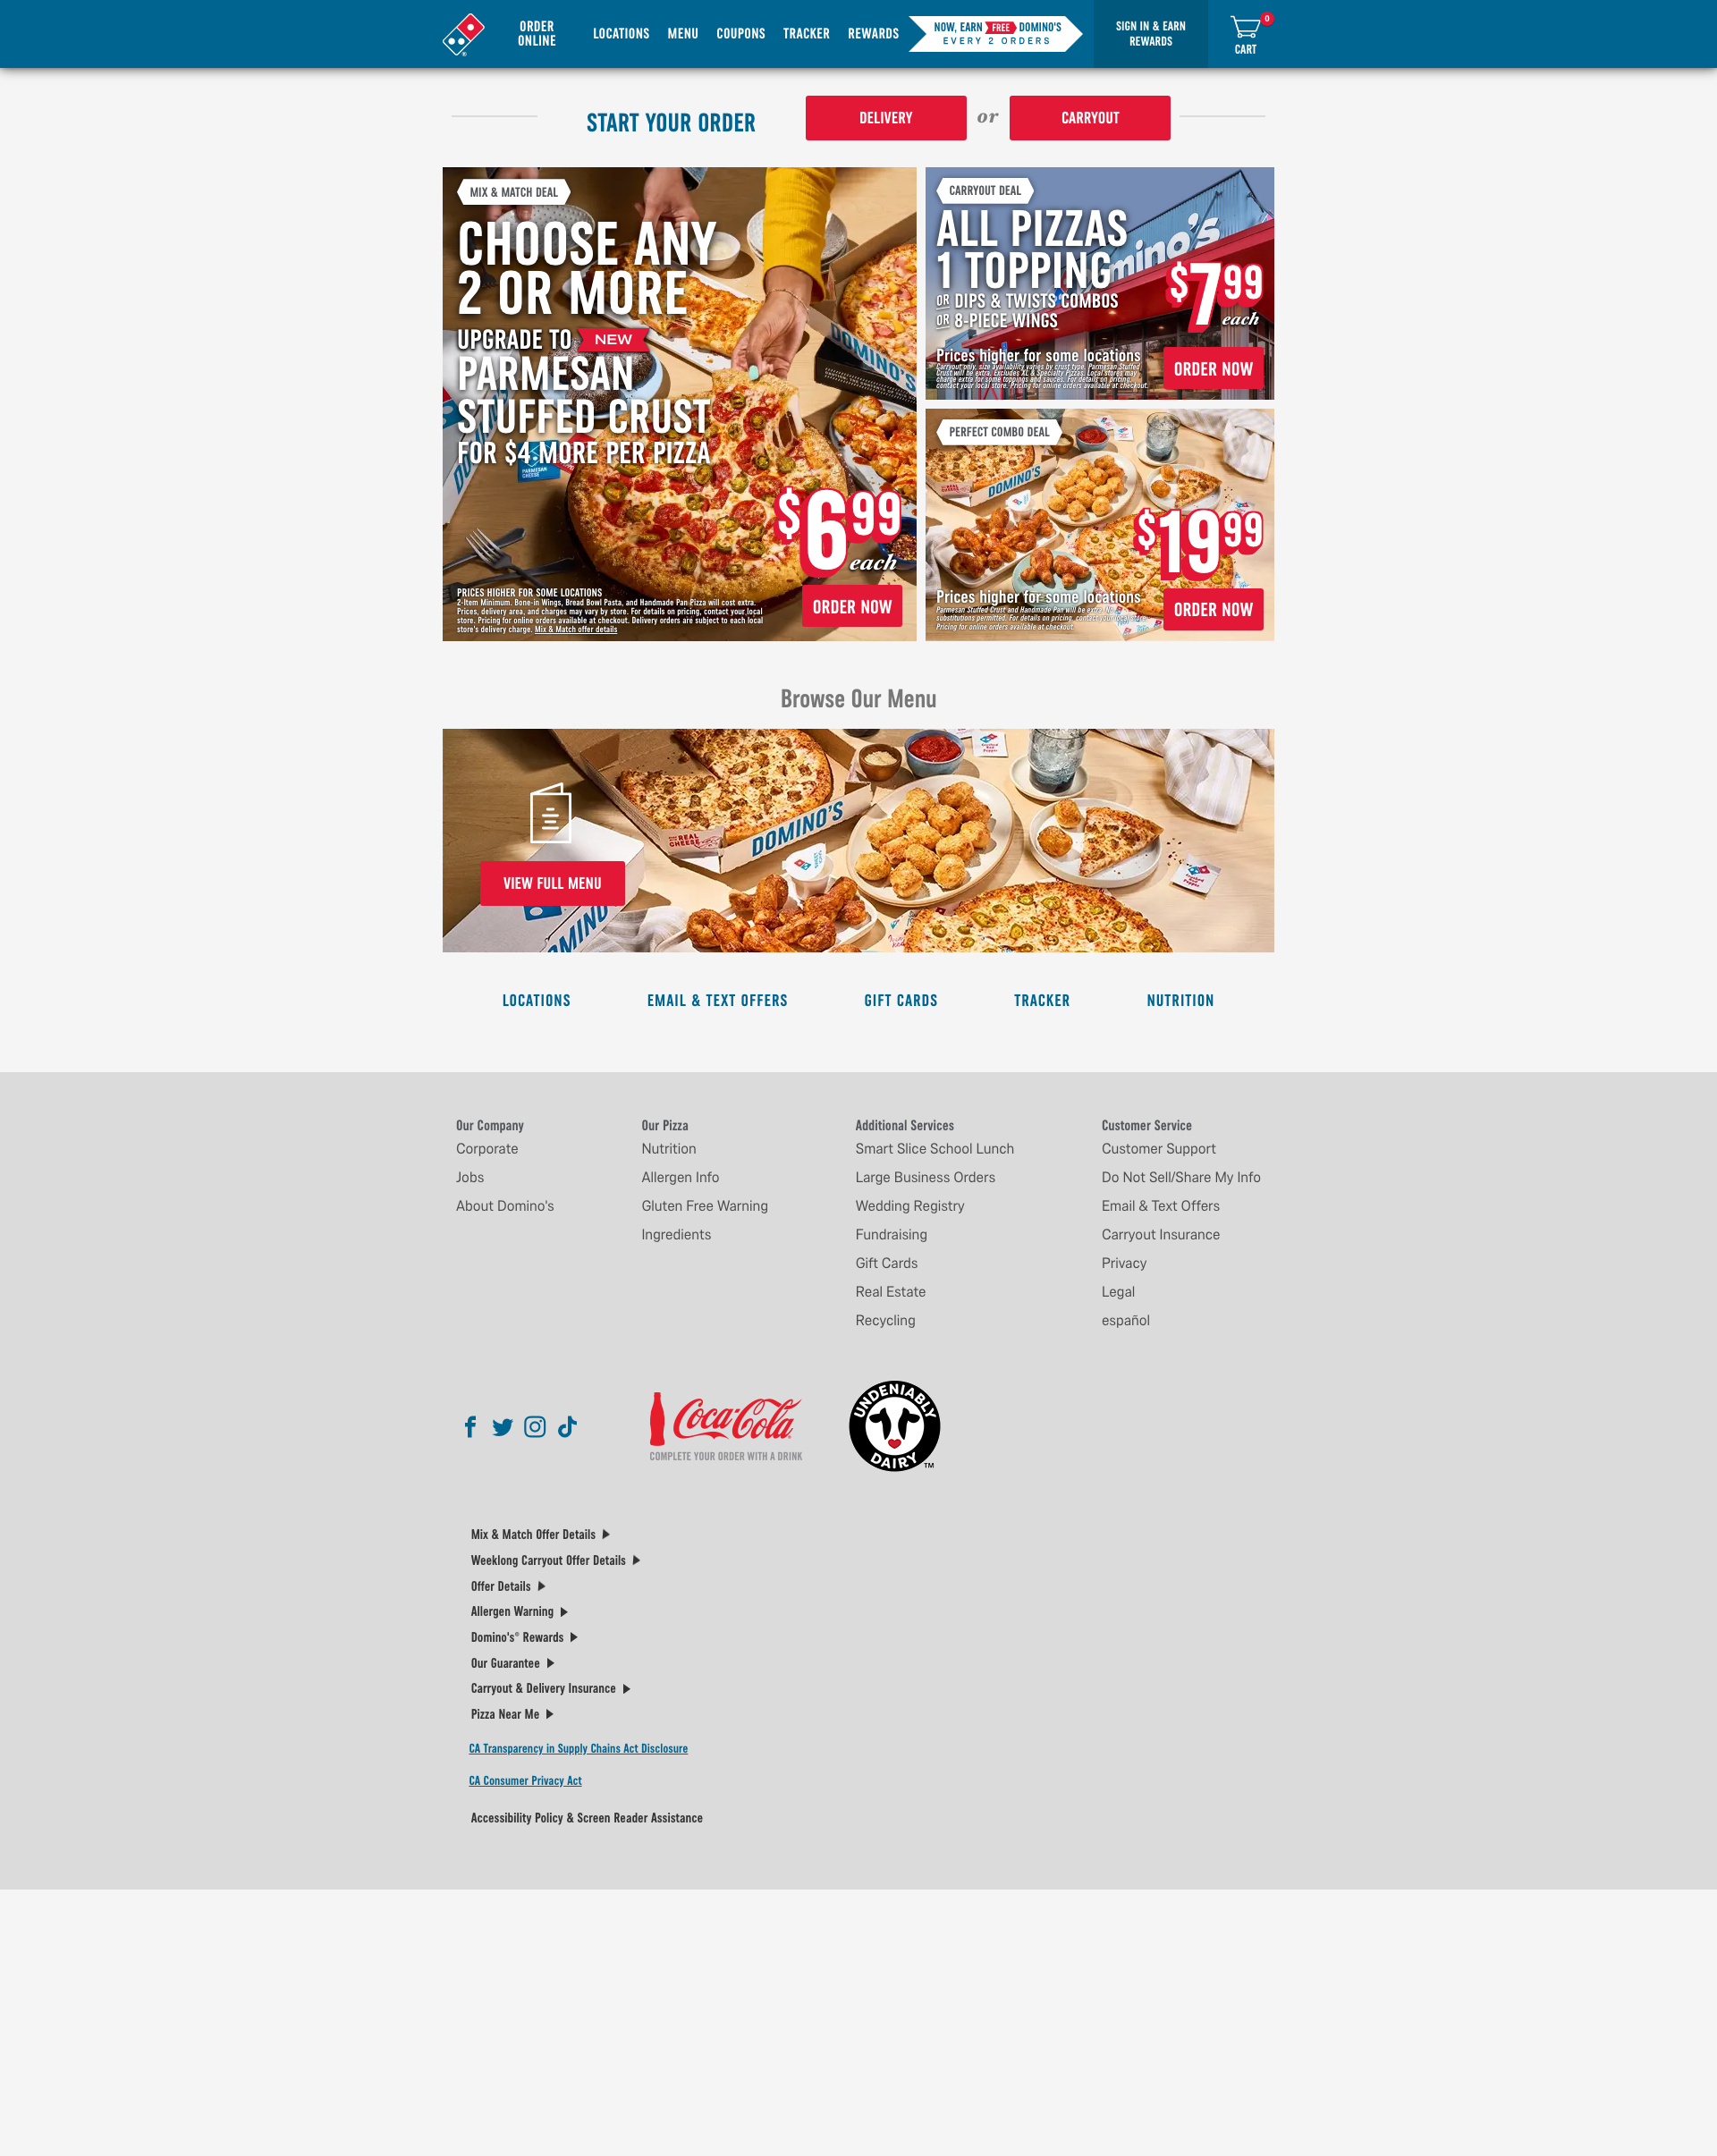 ORDER
ONLINE
LOCATIONS
MENU
COUPONS
TRACKER
REWARDS
NOW, EARN FREE DOMINO'S
EVERY 2 ORDERS
SIGN IN & EARN
REWARDS
0
CART
START YOUR ORDER
DELIVERY
or
CARRYOUT
MIX & MATCH DEAL
CHOOSE ANY
2 OR MORE
UPGRADE TO NEW
PARMESAN
STUFFED CRUST
FOR $4 MORE PER PIZZA
$6.99
each
PRICES HIGHER FOR SOME LOCATIONS
2-Item Minimum. Bone-in Wings, Bread Bowl Pasta, and Handmade Pan Pizza will cost extra.
Prices, delivery area, and charges may vary by store. For details on pricing, contact your local
store. Pricing for online orders available at checkout. Delivery orders are subject to each local
store's delivery charge. Mix & Match offer details
ORDER NOW
CARRYOUT DEAL
ALL PIZZAS
1 TOPPING
OR DIPS & TWISTS COMBOS
OR 8-PIECE WINGS
$7.99
each
Prices higher for some locations
Carryout only, size availability varies by crust type. Parmesan Stuffed
Crust will be extra. Excludes XL & Specialty Pizzas. Local stores may
charge extra for some toppings and sauces. For details on pricing,
contact your local store. Pricing for online orders available at checkout.
ORDER NOW
PERFECT COMBO DEAL
DOMINO'S
$19.99
Prices higher for some locations
Parmesan Stuffed Crust and Handmade Pan will be extra. No
substitutions permitted. For details on pricing, contact your local store.
Pricing for online orders available at checkout.
ORDER NOW
Browse Our Menu
REAL
CHEESE
DOMINO'S
VIEW FULL MENU
LOCATIONS
EMAIL & TEXT OFFERS
GIFT CARDS
TRACKER
NUTRITION
Our Company
Corporate
Jobs
About Domino's
Our Pizza
Nutrition
Allergen Info
Gluten Free Warning
Ingredients
Additional Services
Smart Slice School Lunch
Large Business Orders
Wedding Registry
Fundraising
Gift Cards
Real Estate
Recycling
Customer Service
Customer Support
Do Not Sell/Share My Info
Email & Text Offers
Carryout Insurance
Privacy
Legal
español
Coca-Cola
COMPLETE YOUR ORDER WITH A DRINK
UNDENIABLY
DAIRY™
Mix & Match Offer Details
Weeklong Carryout Offer Details
Offer Details
Allergen Warning
Domino's® Rewards
Our Guarantee
Carryout & Delivery Insurance
Pizza Near Me
CA Transparency in Supply Chains Act Disclosure
CA Consumer Privacy Act
Accessibility Policy & Screen Reader Assistance